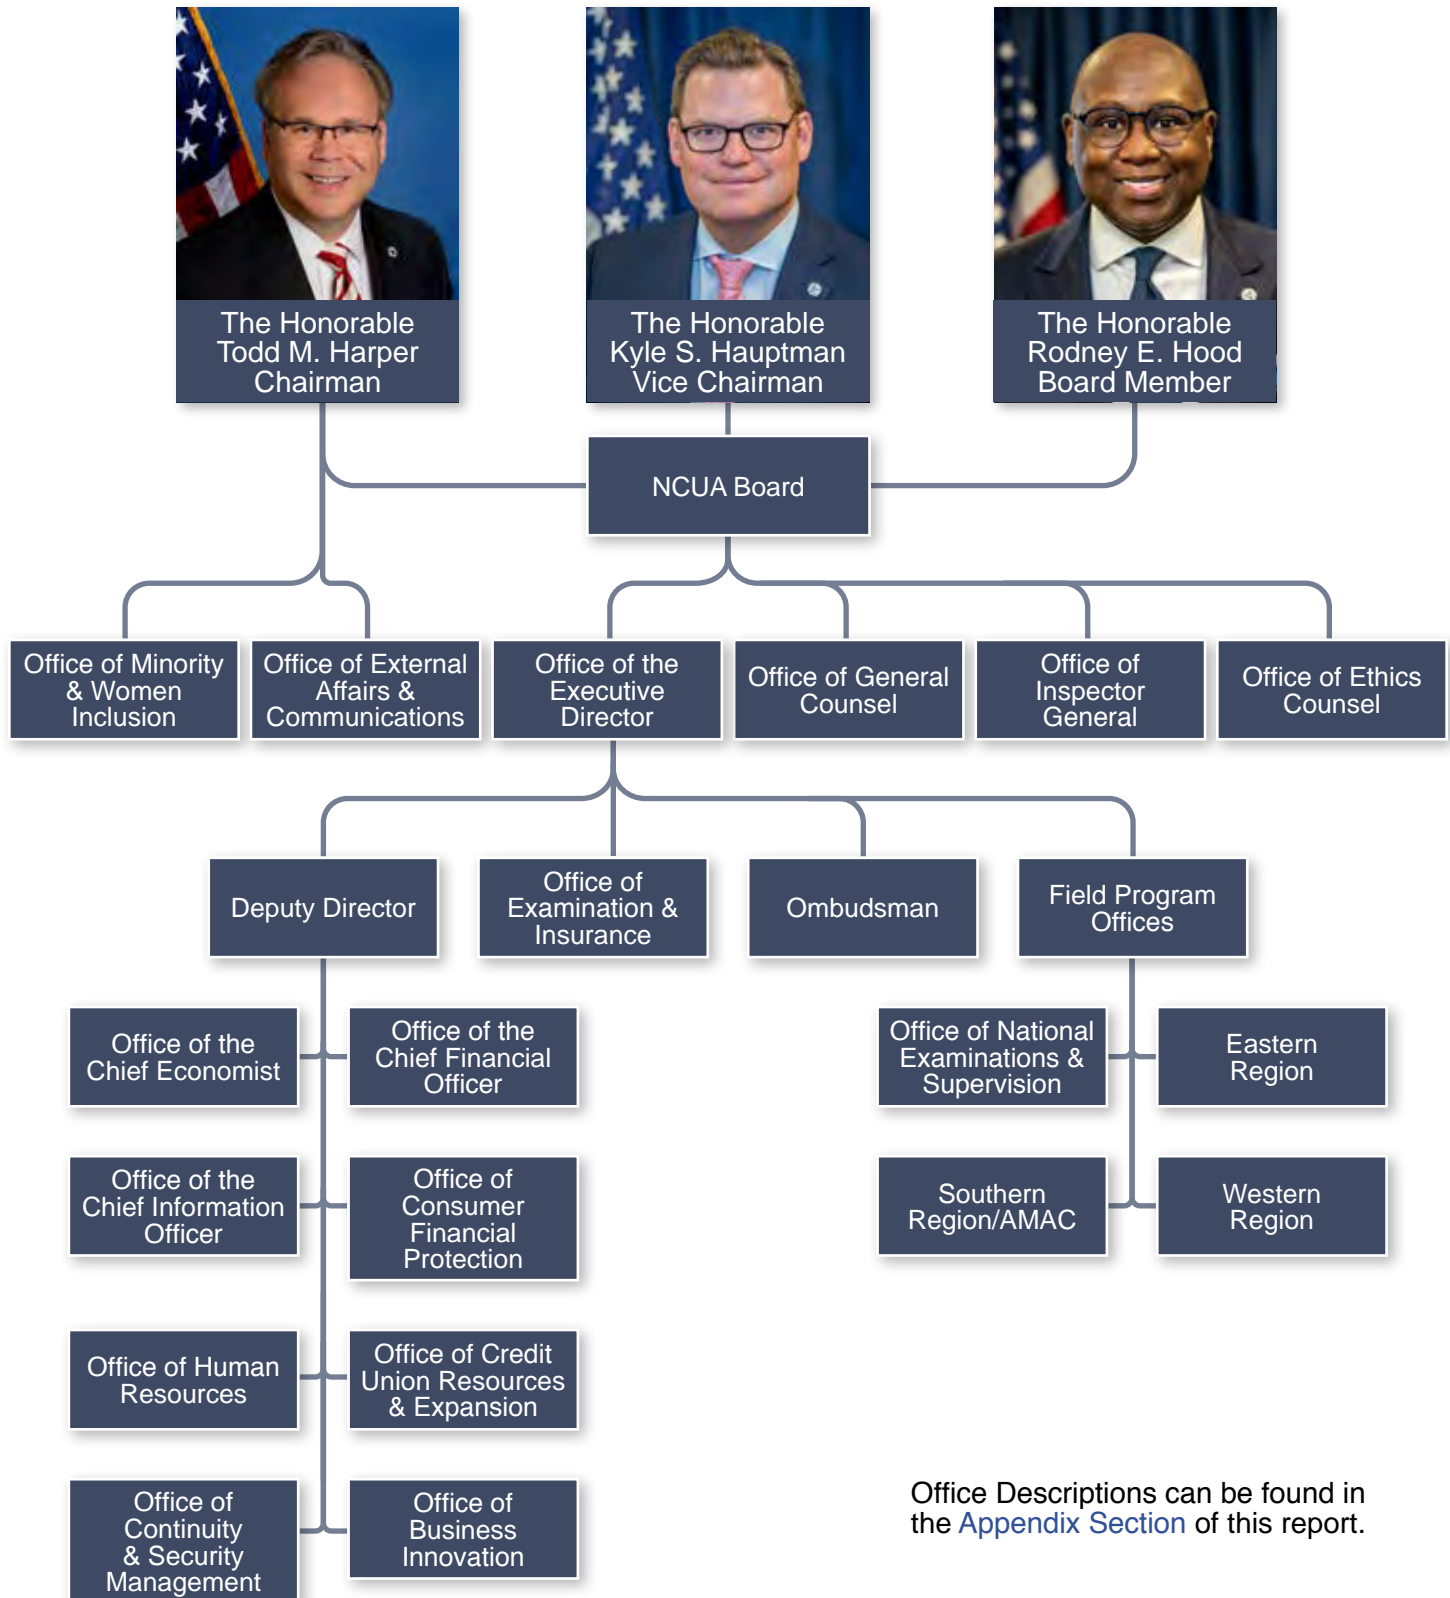 The Honorable
Todd M. Harper
Chairman
The Honorable
Kyle S. Hauptman
Vice Chairman
The Honorable
Rodney E. Hood
Board Member
NCUA Board
Office of Minority
& Women
Inclusion
Office of External
Affairs &
Communications
Office of the
Executive
Director
Office of General
Counsel
Office of
Inspector
General
Office of Ethics
Counsel
Deputy Director
Office of
Examination &
Insurance
Ombudsman
Field Program
Offices
Office of the
Chief Economist
Office of the
Chief Financial
Officer
Office of National
Examinations &
Supervision
Eastern
Region
Office of the
Chief Information
Officer
Office of
Consumer
Financial
Protection
Southern
Region/AMAC
Western
Region
Office of Human
Resources
Office of Credit
Union Resources
& Expansion
Office of
Continuity
& Security
Management
Office of
Business
Innovation
Office Descriptions can be found in
the Appendix Section of this report.